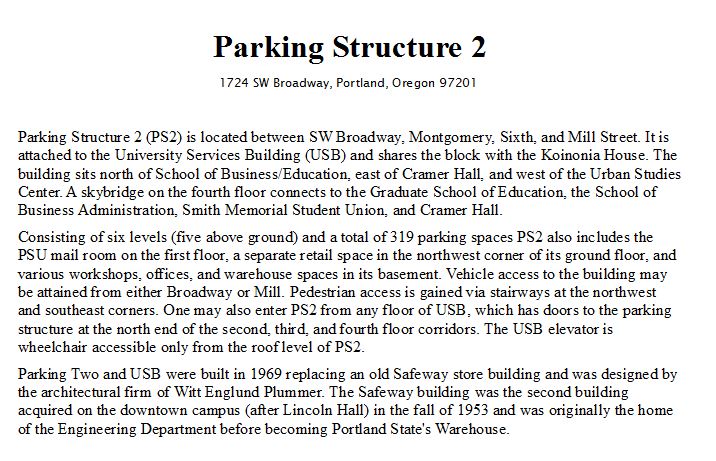 Parking Structure 2
1724 SW Broadway, Portland, Oregon 97201
Parking Structure 2 (PS2) is located between SW Broadway, Montgomery, Sixth, and Mill Street. It is
attached to the University Services Building (USB) and shares the block with the Koinonia House. The
building sits north of School of Business/Education, east of Cramer Hall, and west of the Urban Studies
Center. A skybridge on the fourth floor connects to the Graduate School of Education, the School of
Business Administration, Smith Memorial Student Union, and Cramer Hall.
Consisting of six levels (five above ground) and a total of 319 parking spaces PS2 also includes the
PSU mail room on the first floor, a separate retail space in the northwest corner of its ground floor, and
various workshops, offices, and warehouse spaces in its basement. Vehicle access to the building may
be attained from either Broadway or Mill. Pedestrian access is gained via stairways at the northwest
and southeast corners. One may also enter PS2 from any floor of USB, which has doors to the parking
structure at the north end of the second, third, and fourth floor corridors. The USB elevator is
wheelchair accessible only from the roof level of PS2.
Parking Two and USB were built in 1969 replacing an old Safeway store building and was designed by
the architectural firm of Witt Englund Plummer. The Safeway building was the second building
acquired on the downtown campus (after Lincoln Hall) in the fall of 1953 and was originally the home
of the Engineering Department before becoming Portland State's Warehouse.